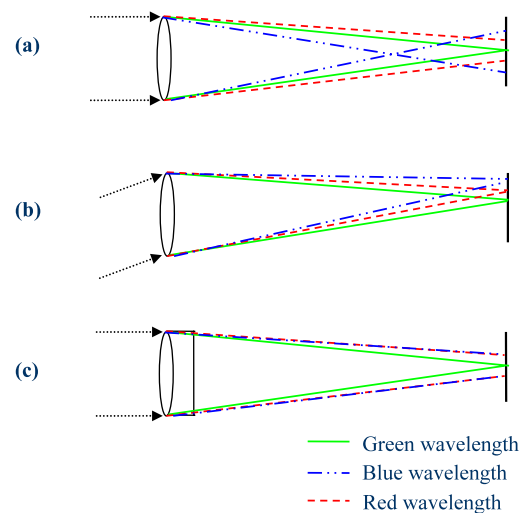 (a)
(b)
(c)
Green wavelength
Blue wavelength
Red wavelength